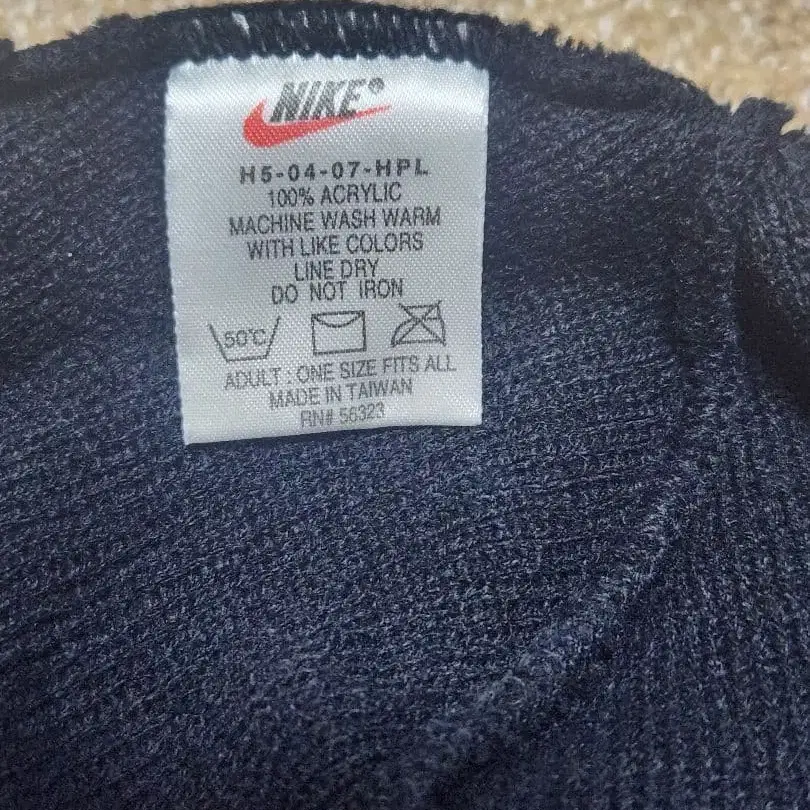 NIKE®
H5-04-07-HPL
100% ACRYLIC
MACHINE WASH WARM
WITH LIKE COLORS
LINE DRY
DO NOT IRON
50°C
ADULT : ONE SIZE FITS ALL
MADE IN TAIWAN
RN# 56323